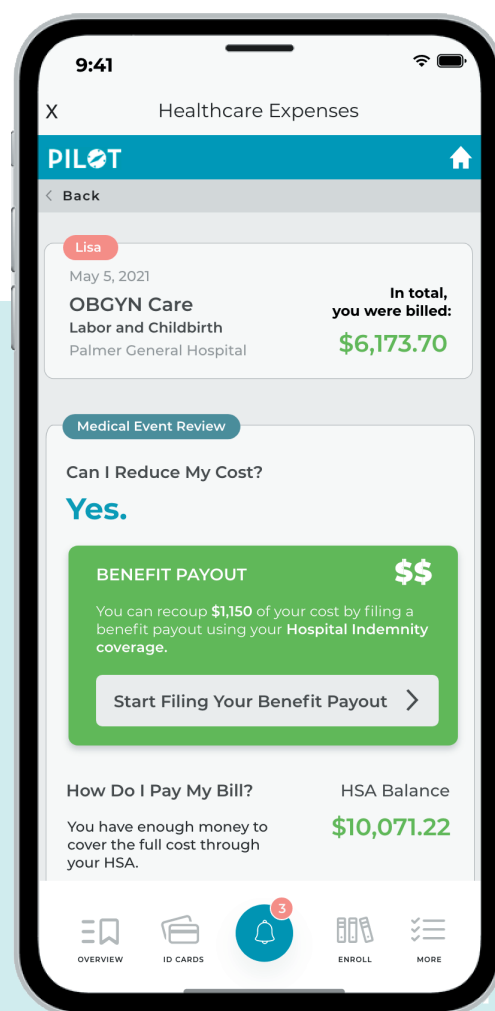 9:41
X
Healthcare Expenses
PILOT
Back
Lisa
May 5, 2021
OBGYN Care
Labor and Childbirth
Palmer General Hospital
In total,
you were billed:
$6,173.70
Medical Event Review
Can I Reduce My Cost?
Yes.
BENEFIT PAYOUT
$$
You can recoup $1,150 of your cost by filing a
benefit payout using your Hospital Indemnity
coverage.
Start Filing Your Benefit Payout
How Do I Pay My Bill?
You have enough money to
cover the full cost through
your HSA.
HSA Balance
$10,071.22
OVERVIEW
ID CARDS
3
ENROLL
MORE